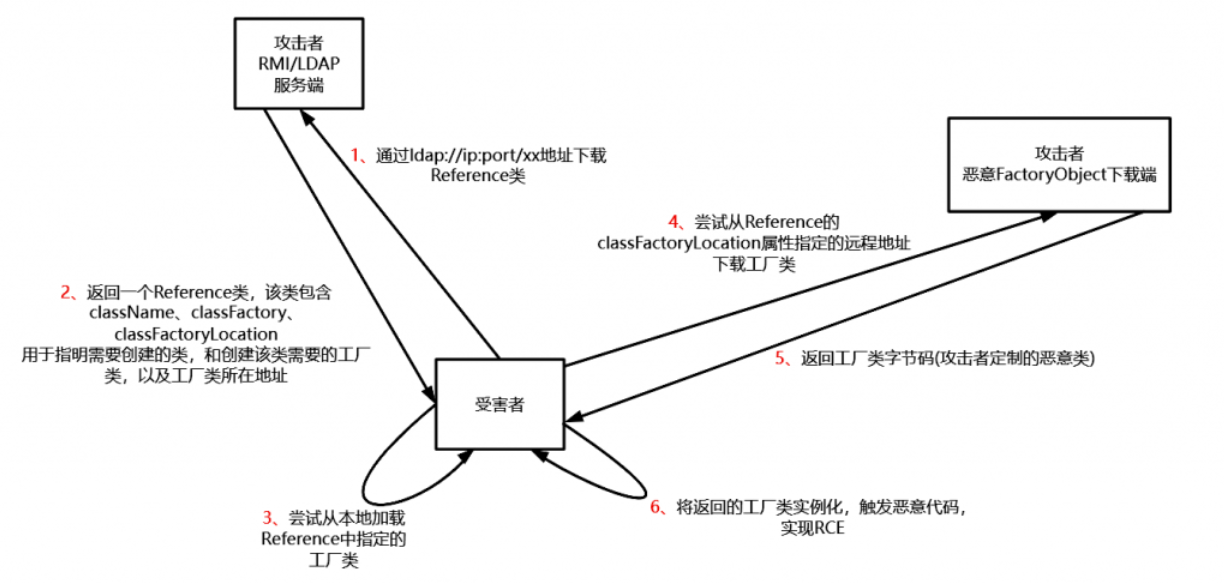 攻击者
RMI/LDAP
服务端
1、通过ldap://ip:port/xx地址下载
Reference类
攻击者
恶意FactoryObject下载端
4、尝试从Reference的
classFactoryLocation属性指定的远程地址
下载工厂类
2、返回一个Reference类，该类包含
className、classFactory、
classFactoryLocation
用于指明需要创建的类，和创建该类需要的工厂
类，以及工厂类所在地址
5、返回工厂类字节码(攻击者定制的恶意类)
受害者
3、尝试从本地加载
Reference中指定的
工厂类
6、将返回的工厂类实例化，触发恶意代码，
实现RCE